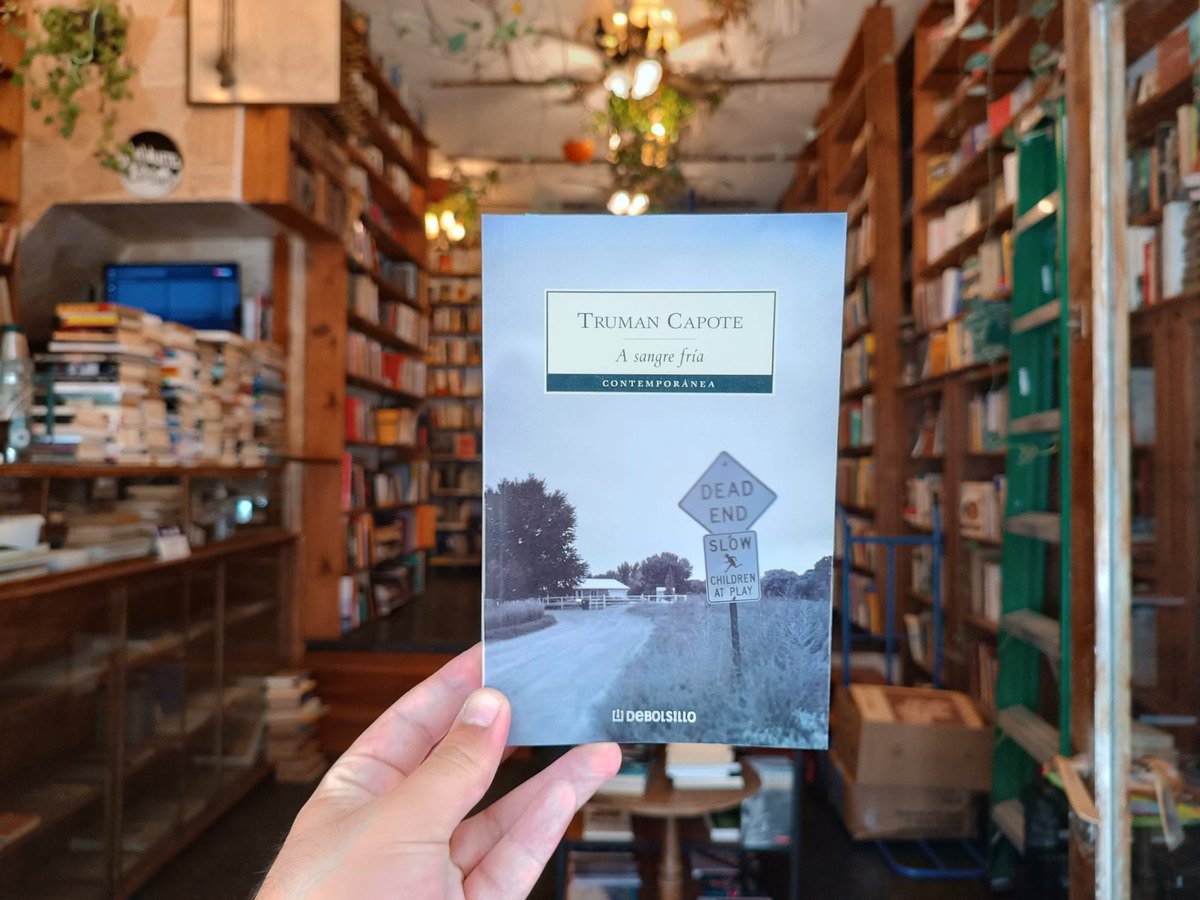 TRUMAN CAPOTE
A sangre fría
CONTEMPORÁNEA
DEAD
END
SLOW
CHILDREN
AT PLAY
DEBOLSILLO